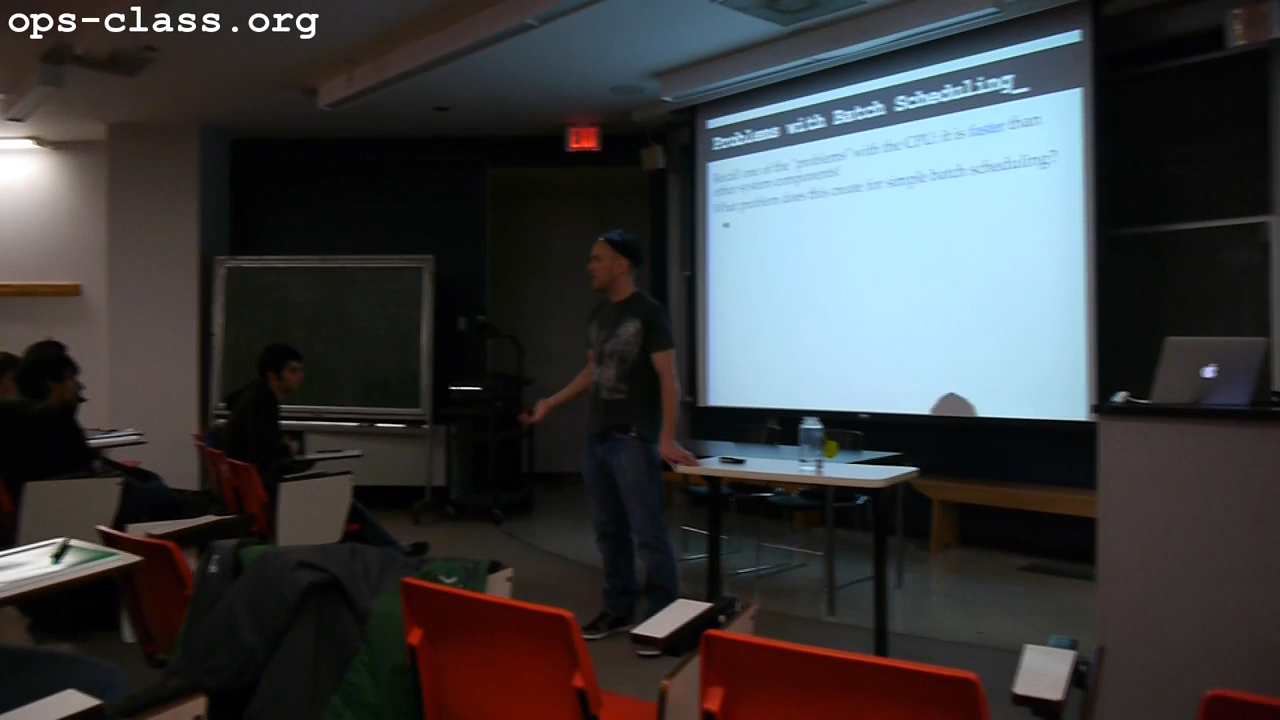 ops-class.org
EXIT
Problems with Batch Scheduling_
Recall one of the "problems" with the CPU: it is faster than
other system components!
What problem does this create for simple batch scheduling?